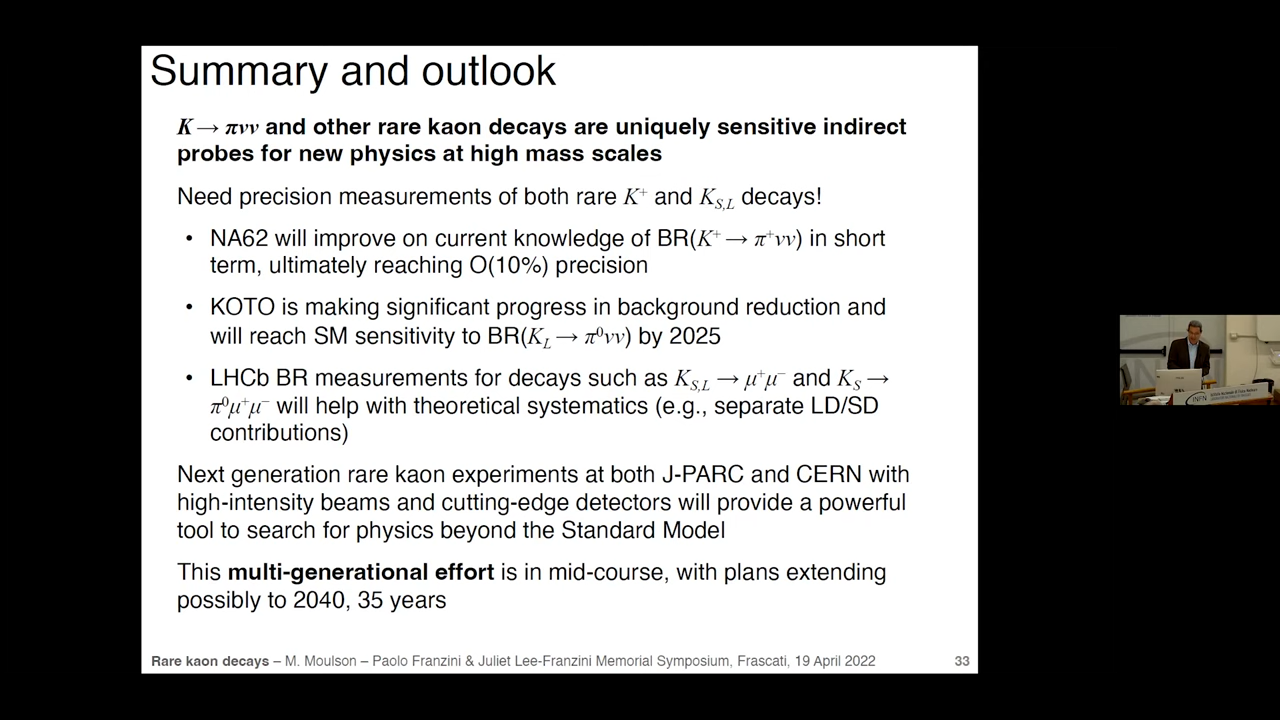 Summary and outlook
K → πνν and other rare kaon decays are uniquely sensitive indirect
probes for new physics at high mass scales
Need precision measurements of both rare K⁺ and K_S,L decays!
• NA62 will improve on current knowledge of BR(K⁺ → π⁺νν) in short
term, ultimately reaching O(10%) precision
• KOTO is making significant progress in background reduction and
will reach SM sensitivity to BR(K_L → π⁰νν) by 2025
• LHCb BR measurements for decays such as K_S,L → μ⁺μ⁻ and K_S →
π⁰μ⁺μ⁻ will help with theoretical systematics (e.g., separate LD/SD
contributions)
Next generation rare kaon experiments at both J-PARC and CERN with
high-intensity beams and cutting-edge detectors will provide a powerful
tool to search for physics beyond the Standard Model
This multi-generational effort is in mid-course, with plans extending
possibly to 2040, 35 years
Rare kaon decays – M. Moulson – Paolo Franzini & Juliet Lee-Franzini Memorial Symposium, Frascati, 19 April 2022 33
INFN